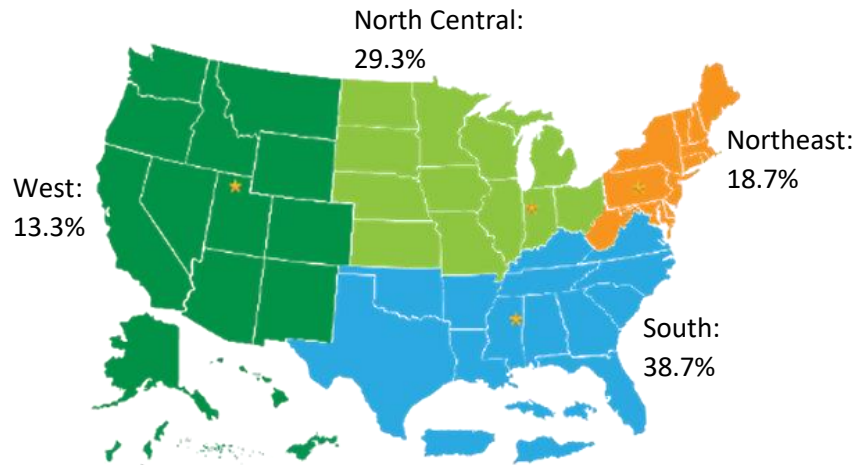 North Central:
29.3%
Northeast:
18.7%
West:
13.3%
South:
38.7%